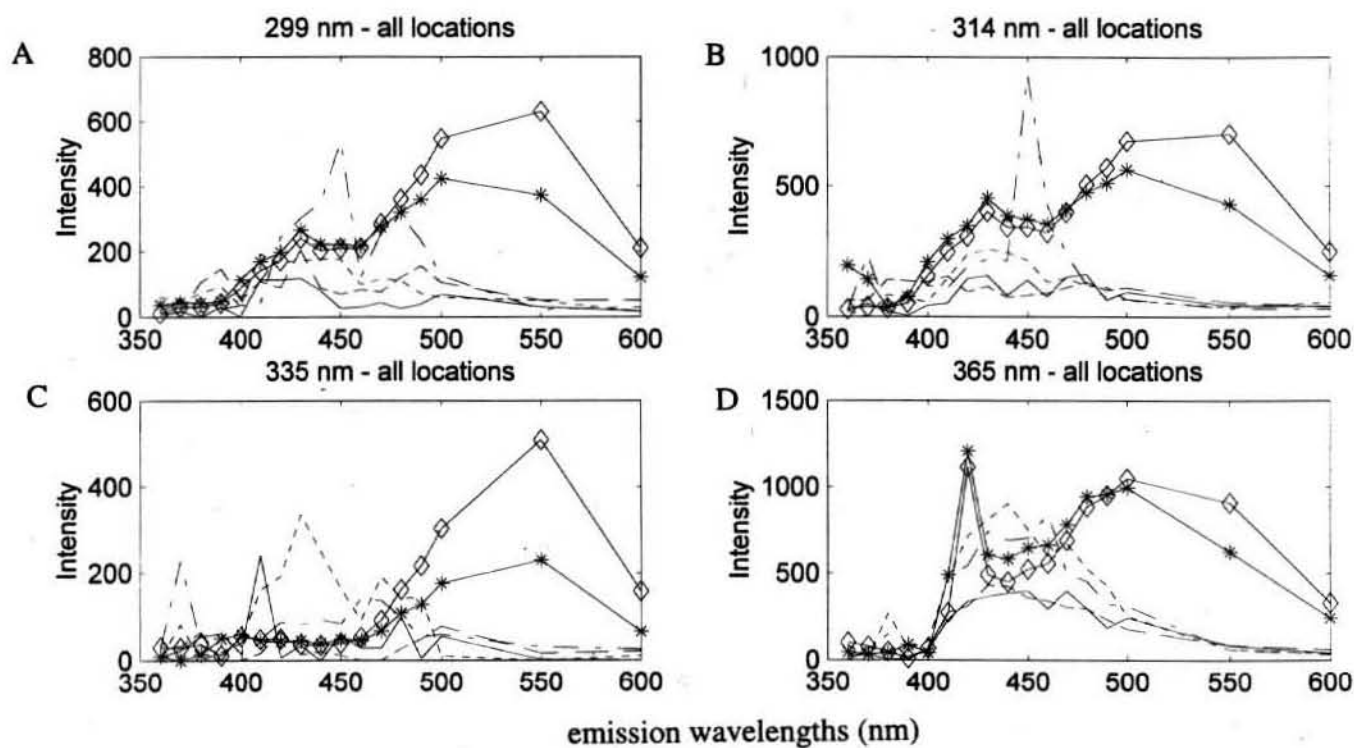 A
299 nm - all locations
Intensity
800
600
400
200
0
350 400 450 500 550 600
B
314 nm - all locations
Intensity
1000
500
0
350 400 450 500 550 600
C
335 nm - all locations
Intensity
600
400
200
0
350 400 450 500 550 600
D
365 nm - all locations
Intensity
1500
1000
500
0
350 400 450 500 550 600
emission wavelengths (nm)